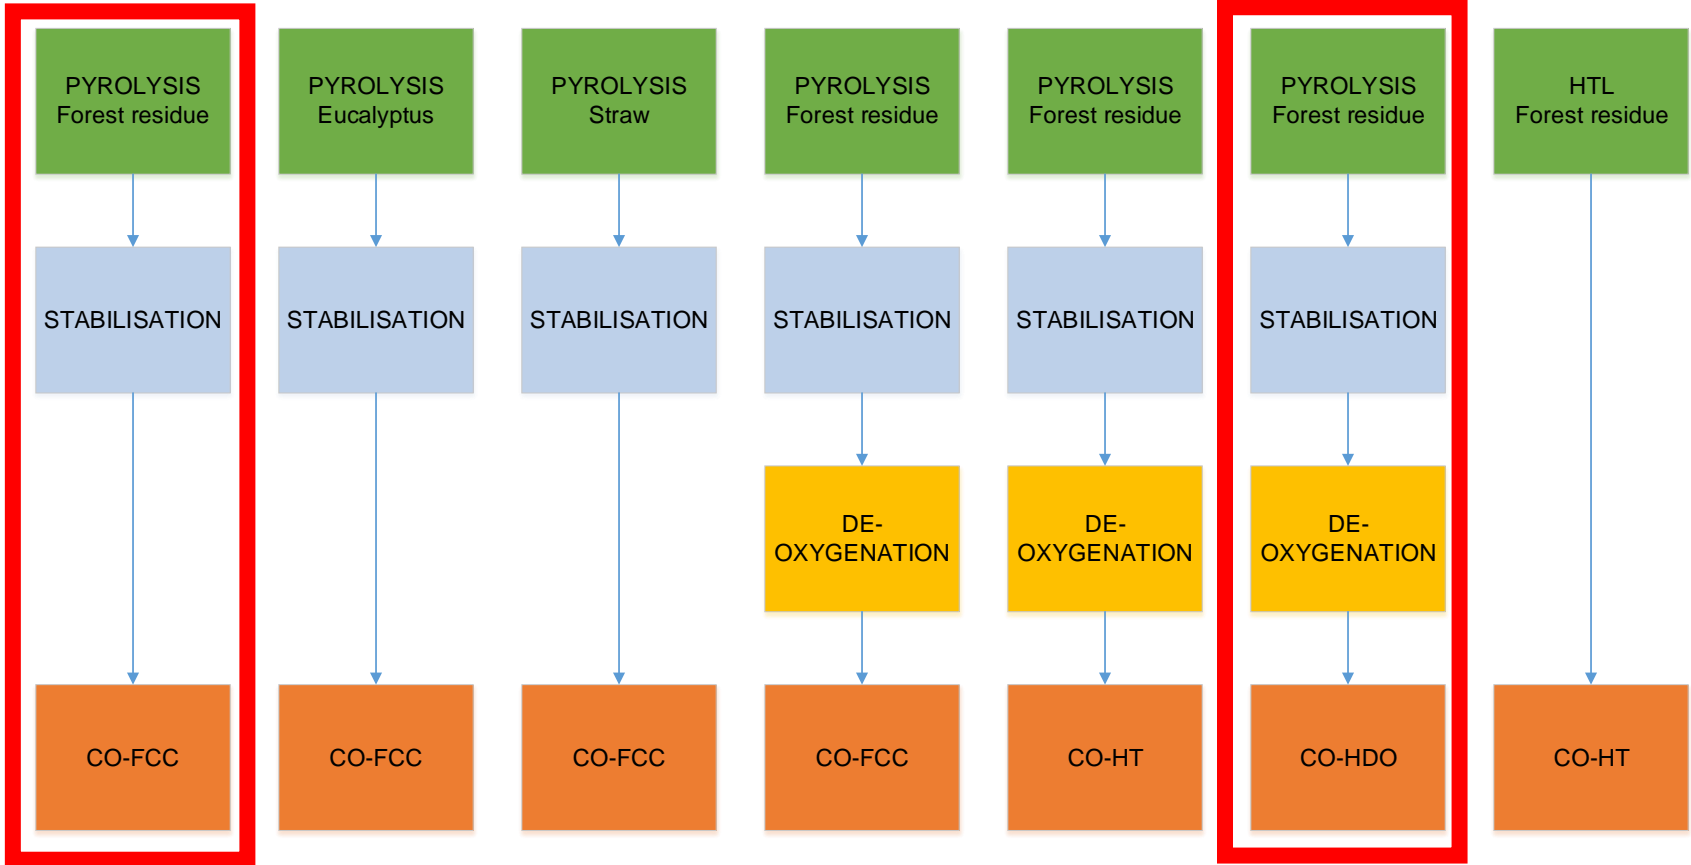 PYROLYSIS
Forest residue
PYROLYSIS
Eucalyptus
PYROLYSIS
Straw
PYROLYSIS
Forest residue
PYROLYSIS
Forest residue
PYROLYSIS
Forest residue
HTL
Forest residue
STABILISATION
STABILISATION
STABILISATION
STABILISATION
STABILISATION
STABILISATION
DE-
OXYGENATION
DE-
OXYGENATION
DE-
OXYGENATION
CO-FCC
CO-FCC
CO-FCC
CO-FCC
CO-HT
CO-HDO
CO-HT